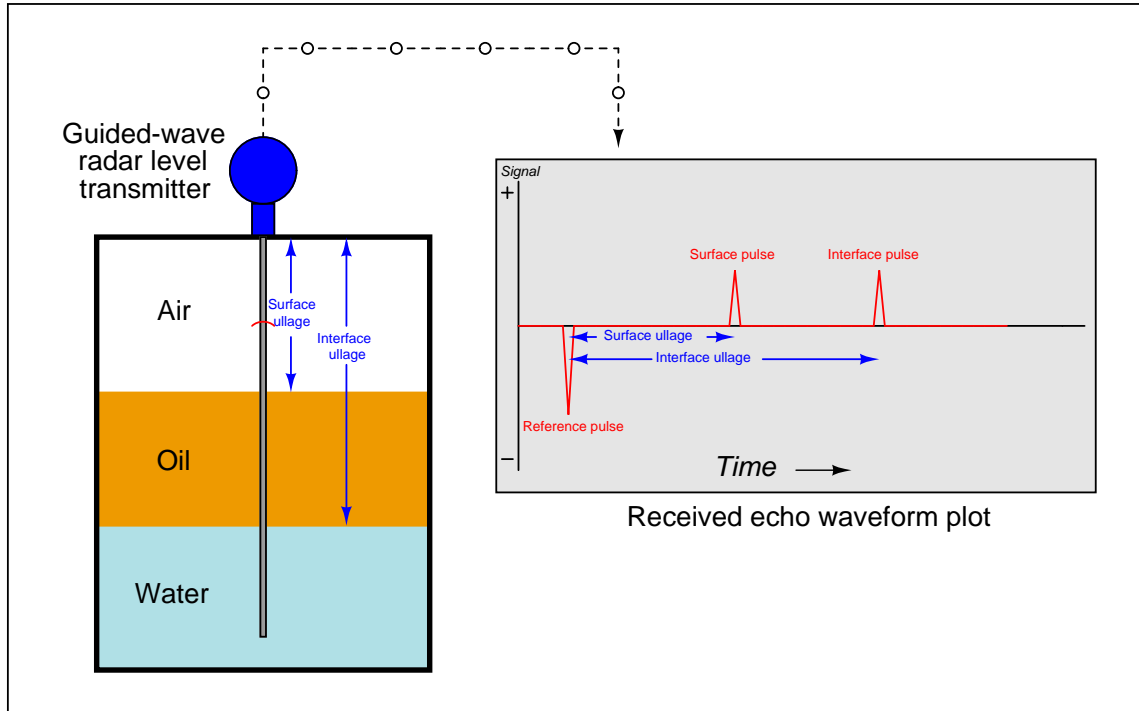 Guided-wave
radar level
transmitter
Air
Surface
ullage
Interface
ullage
Oil
Water
Signal
+
Surface pulse
Interface pulse
Surface ullage
Interface ullage
Reference pulse
−
Time
Received echo waveform plot